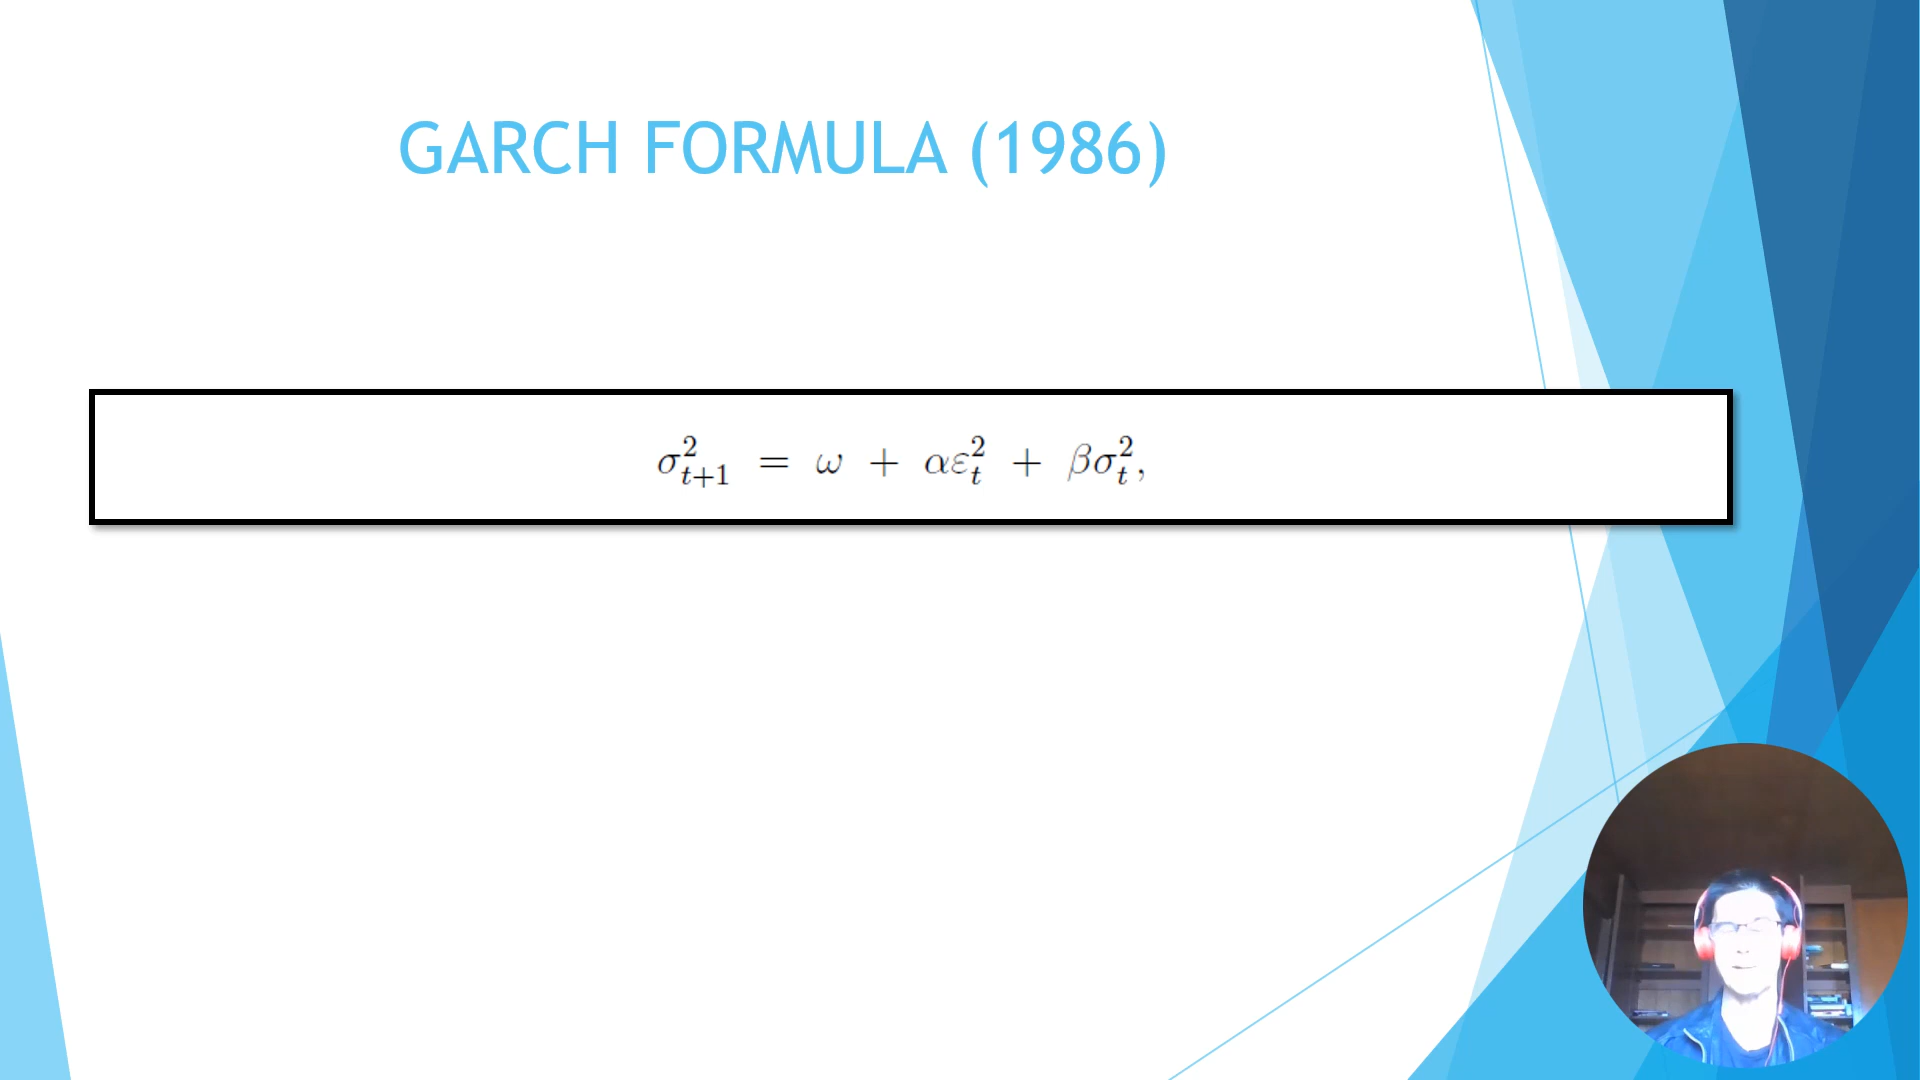 GARCH FORMULA (1986)
σ²ₜ₊₁ = ω + αε²ₜ + βσ²ₜ,